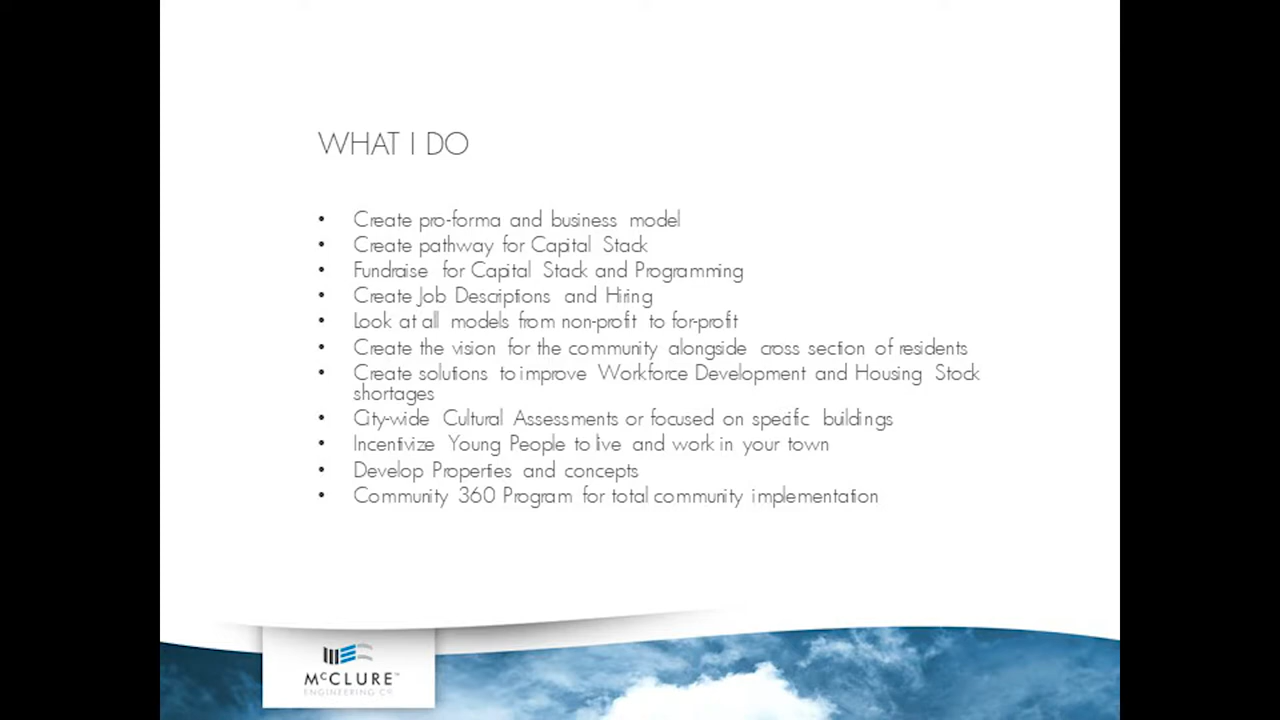 WHAT I DO
• Create pro-forma and business model
• Create pathway for Capital Stack
• Fundraise for Capital Stack and Programming
• Create Job Descriptions and Hiring
• Look at all models from non-profit to for-profit
• Create the vision for the community alongside cross section of residents
• Create solutions to improve Workforce Development and Housing Stock
shortages
• City-wide Cultural Assessments or focused on specific buildings
• Incentivize Young People to live and work in your town
• Develop Properties and concepts
• Community 360 Program for total community implementation
McCLURE™
ENGINEERING CO.